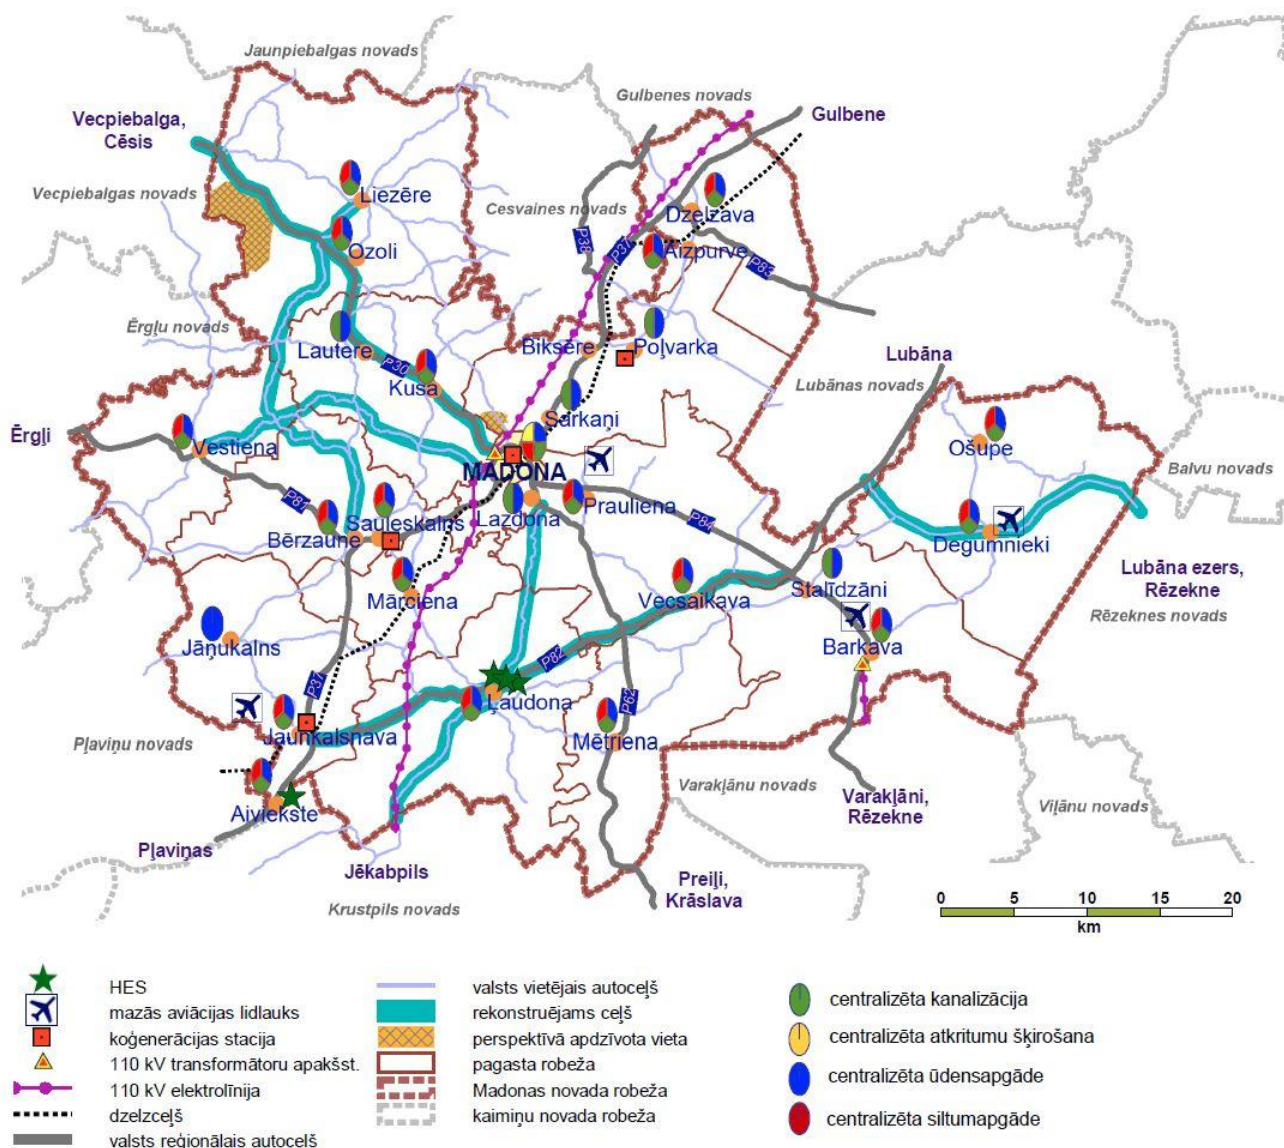 Jaunpiebalgas novads
Gulbenes novads
Vecpiebalga,
Cēsis
Gulbene
Vecpiebalgas novads
Liezēre
Cesvaines novads
Dzelzava
P38
P37
Ozoli
Aizpurve
P83
Ērgļu novads
Lautere
Biksēre
Poļvarka
Lubāna
P30
Kusa
Lubānas novads
Sarkaņi
Ērgļi
Vestiena
Ošupe
MADONA
Balvu novads
P81
Sauleskalns
Lazdona
Prauliena
P84
Bērzaune
Degumnieki
Mārciena
Vecsaikava
Stalīdzāni
Lubāna ezers,
Rēzekne
Rēzeknes novads
Jāņukalns
Barkava
P82
P37
Ļaudona
P62
Jaunkalsnava
Mētriena
Pļaviņu novads
Aiviekste
Varakļānu novads
Varakļāni,
Rēzekne
Viļānu novads
Pļaviņas
Jēkabpils
Preiļi,
Krāslava
Krustpils novads
0 5 10 15 20
km
HES
mazās aviācijas lidlauks
koģenerācijas stacija
110 kV transformātoru apakšst.
110 kV elektrolīnija
dzelzceļš
valsts reģionālais autoceļš
valsts vietējais autoceļš
rekonstruējams ceļš
perspektīvā apdzīvota vieta
pagasta robeža
Madonas novada robeža
kaimiņu novada robeža
centralizēta kanalizācija
centralizēta atkritumu šķirošana
centralizēta ūdensapgāde
centralizēta siltumapgāde